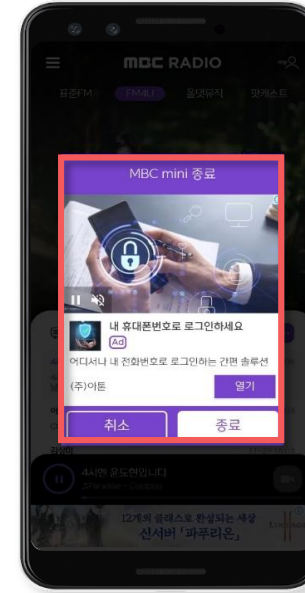 MBC RADIO
표준FM FM4U 올댓뮤직 팟캐스트
MBC mini 종료
내 휴대폰번호로 로그인하세요
Ad
어디서나 내 전화번호로 로그인하는 간편 솔루션
(주)아톤
열기
취소 종료
4시엔 윤도현입니다
12개의 클래스로 완성되는 세상
신서버 「파푸리온」